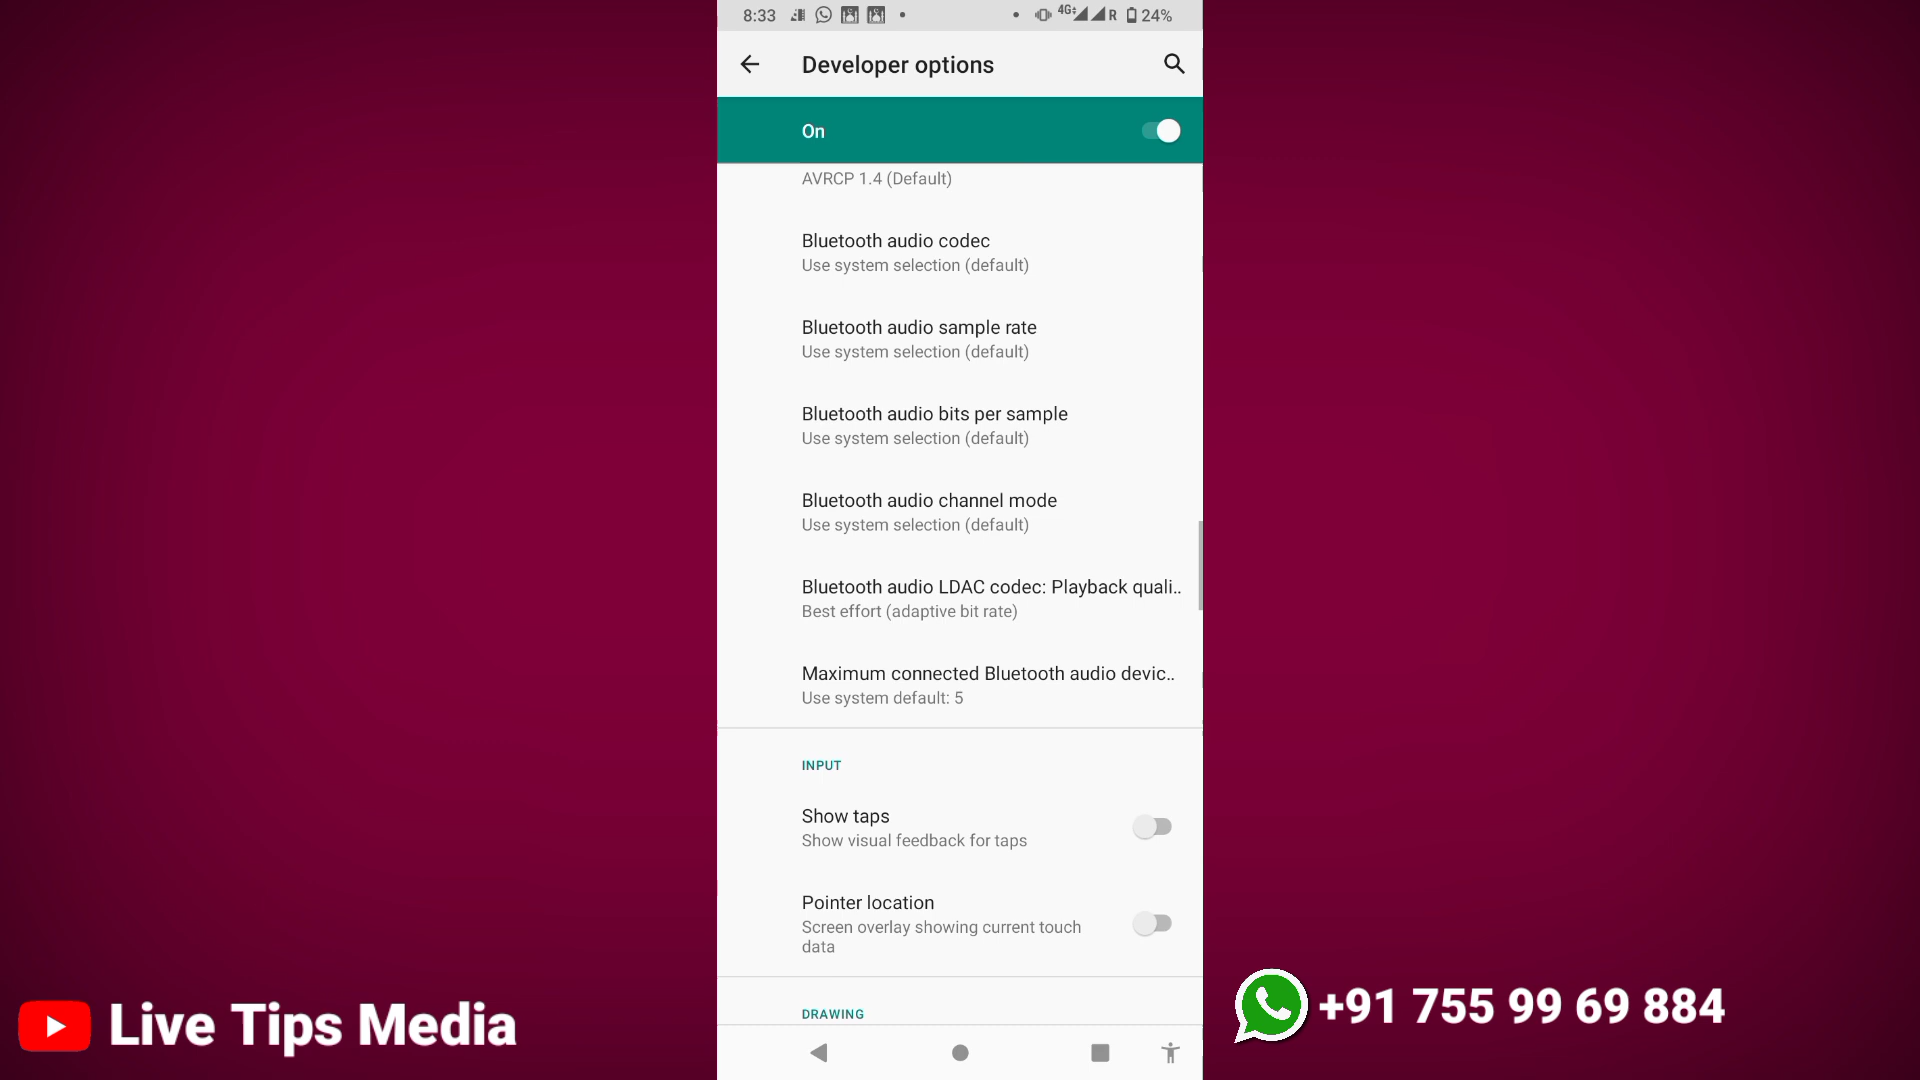 8:33
4G
R
24%
Developer options
On
AVRCP 1.4 (Default)
Bluetooth audio codec
Use system selection (default)
Bluetooth audio sample rate
Use system selection (default)
Bluetooth audio bits per sample
Use system selection (default)
Bluetooth audio channel mode
Use system selection (default)
Bluetooth audio LDAC codec: Playback quali..
Best effort (adaptive bit rate)
Maximum connected Bluetooth audio devic..
Use system default: 5
INPUT
Show taps
Show visual feedback for taps
Pointer location
Screen overlay showing current touch
data
DRAWING
Live Tips Media
+91 755 99 69 884